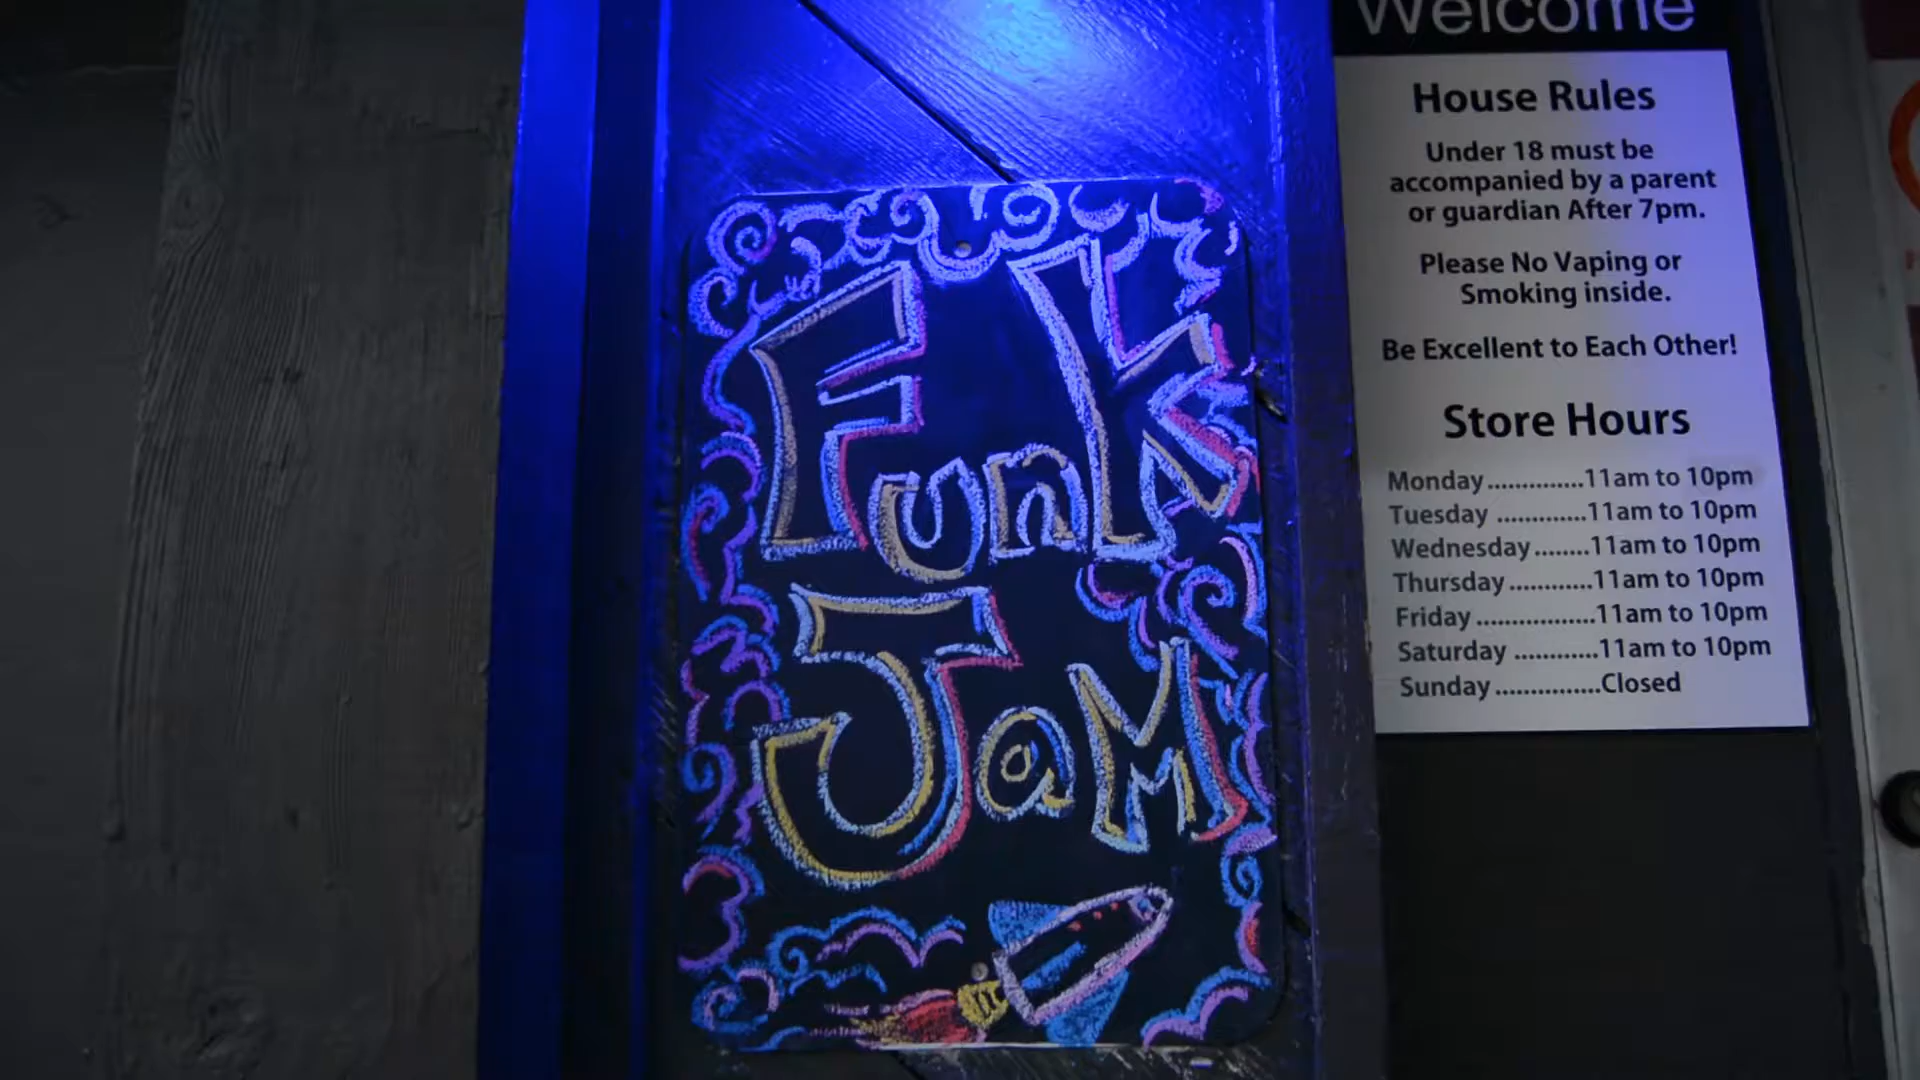 Funk
Jam
Welcome
House Rules
Under 18 must be
accompanied by a parent
or guardian After 7pm.
Please No Vaping or
Smoking inside.
Be Excellent to Each Other!
Store Hours
Monday..............11am to 10pm
Tuesday .............11am to 10pm
Wednesday........11am to 10pm
Thursday............11am to 10pm
Friday .................11am to 10pm
Saturday ............11am to 10pm
Sunday...............Closed